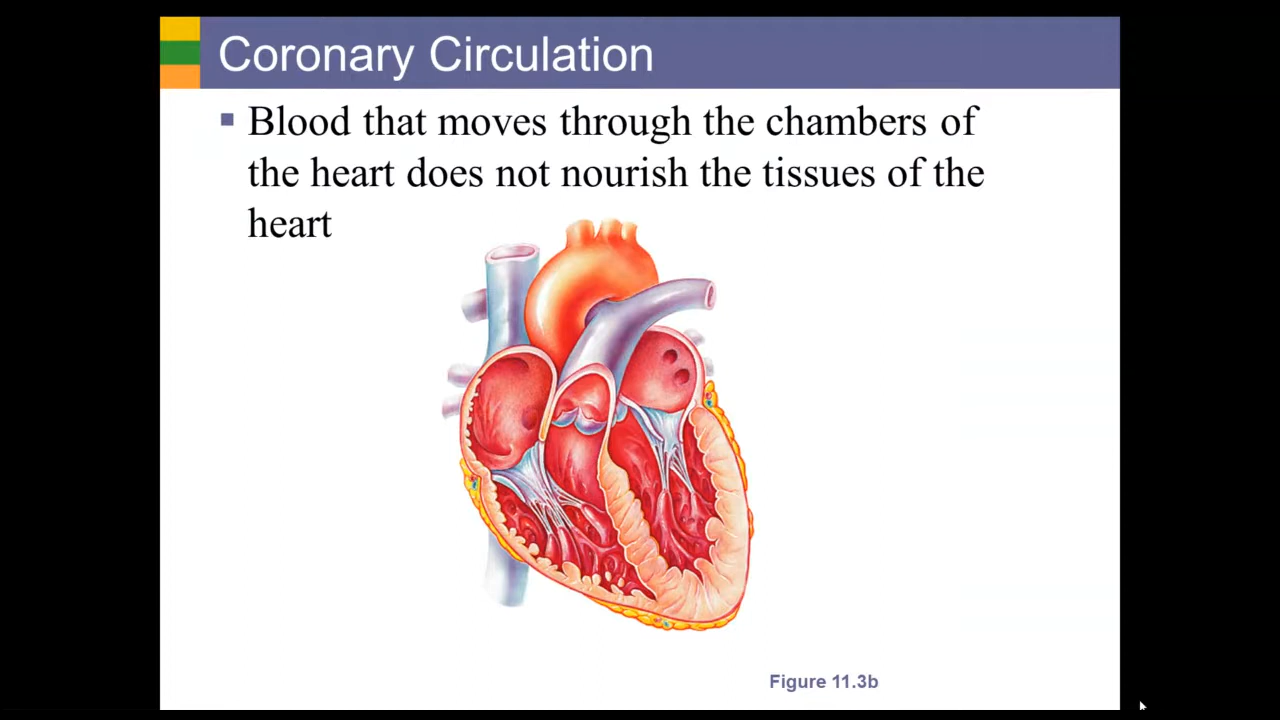 Coronary Circulation
Blood that moves through the chambers of
the heart does not nourish the tissues of the
heart
Figure 11.3b